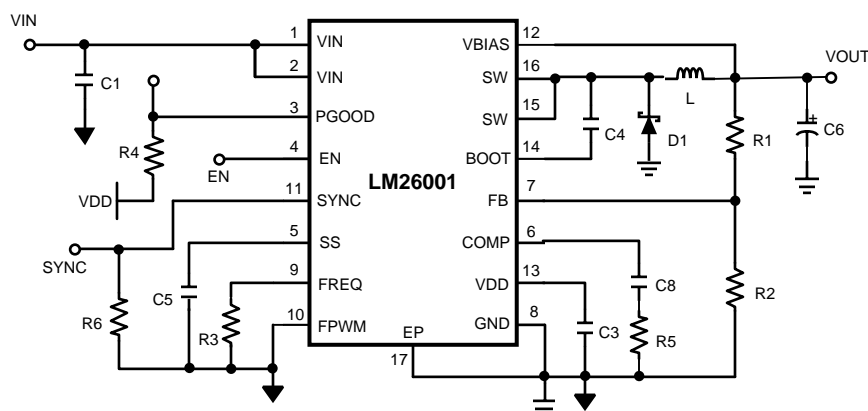 VIN
1 VIN VBIAS 12
VOUT
2 VIN SW 16
C1
L
3 PGOOD SW 15
C4 D1 R1 C6
R4
4 EN BOOT 14
EN
LM26001
VDD
11 SYNC FB 7
SYNC
5 SS COMP 6
C5
C8
R2
9 FREQ VDD 13
R6 R3
C3 R5
10 FPWM GND 8
EP
17
+